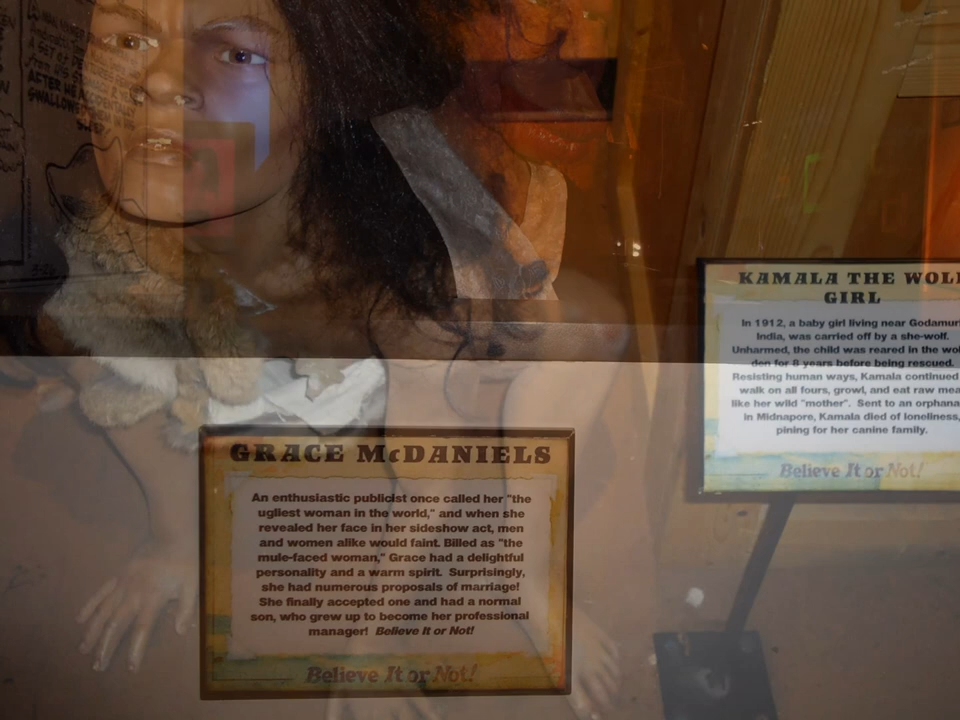 A SET of
AFTER HE ACCIDENTALLY
SWALLOWED
KAMALA THE WOL
GIRL
In 1912, a baby girl living near Godamuri
India, was carried off by a she-wolf.
Unharmed, the child was reared in the wol
den for 8 years before being rescued.
Resisting human ways, Kamala continued
walk on all fours, growl, and eat raw mea
like her wild "mother". Sent to an orphana
in Midnapore, Kamala died of loneliness,
pining for her canine family.
Believe It or Not!
GRACE McDANIELS
An enthusiastic publicist once called her "the
ugliest woman in the world," and when she
revealed her face in her sideshow act, men
and women alike would faint. Billed as "the
mule-faced woman," Grace had a delightful
personality and a warm spirit. Surprisingly,
she had numerous proposals of marriage!
She finally accepted one and had a normal
son, who grew up to become her professional
manager! Believe It or Not!
Believe It or Not!